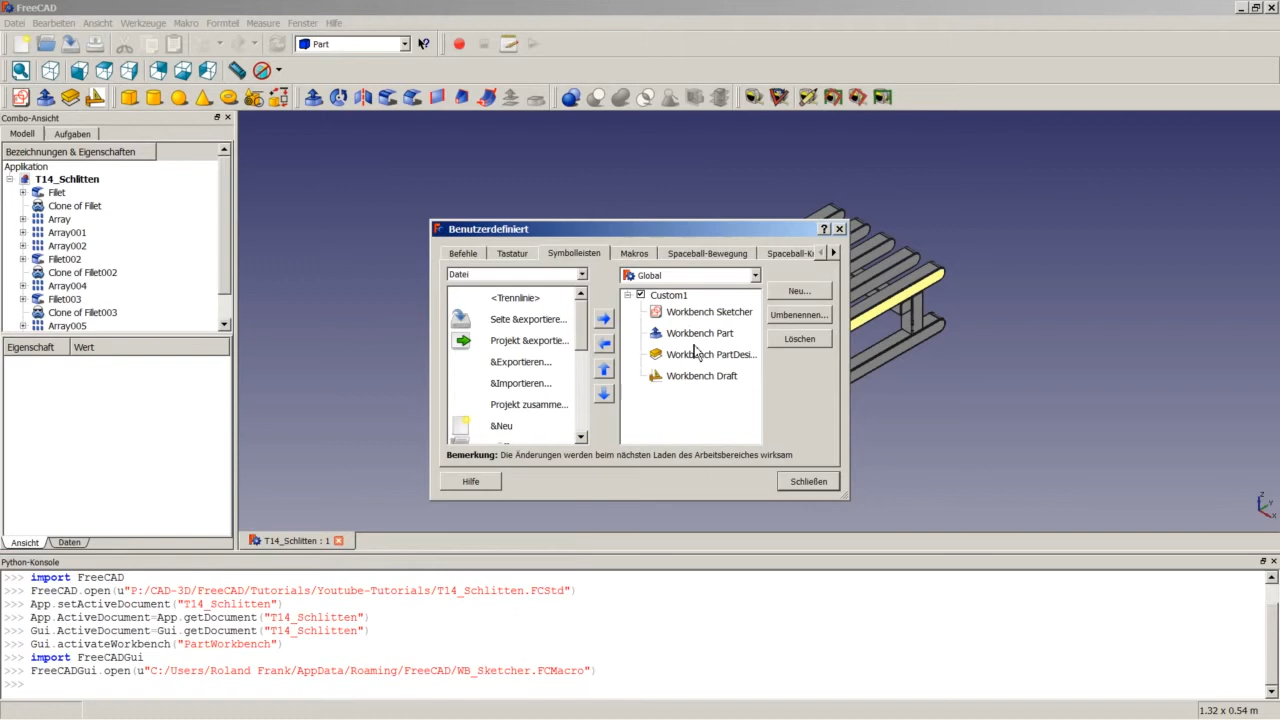 FreeCAD
Datei Bearbeiten Ansicht Werkzeuge Makro Formteil Measure Fenster Hilfe
Part
Combo-Ansicht
Modell Aufgaben
Bezeichnungen & Eigenschaften
Applikation
T14_Schlitten
Fillet
Clone of Fillet
Array
Array001
Array002
Fillet002
Clone of Fillet002
Array004
Fillet003
Clone of Fillet003
Array005
Eigenschaft Wert
Ansicht Daten
Benutzerdefiniert
Befehle Tastatur Symbolleisten Makros Spaceball-Bewegung
Datei
<Trennlinie>
Seite &exportiere...
Projekt &exportie...
&Exportieren...
&Importieren...
Projekt zusamme...
&Neu
Global
Custom1
Workbench Sketcher
Workbench Part
Workbench PartDesi...
Workbench Draft
Neu...
Umbenennen...
Löschen
Bemerkung: Die Änderungen werden beim nächsten Laden des Arbeitsbereiches wirksam
Hilfe Schließen
T14_Schlitten : 1
Python-Konsole
>>> import FreeCAD
>>> FreeCAD.open(u"P:/CAD-3D/FreeCAD/Tutorials/Youtube-Tutorials/T14_Schlitten.FCStd")
>>> App.setActiveDocument("T14_Schlitten")
>>> App.ActiveDocument=App.getDocument("T14_Schlitten")
>>> Gui.ActiveDocument=Gui.getDocument("T14_Schlitten")
>>> Gui.activateWorkbench("PartWorkbench")
>>> import FreeCADGui
>>> FreeCADGui.open(u"C:/Users/Roland Frank/AppData/Roaming/FreeCAD/WB_Sketcher.FCMacro")
>>>
1.32 x 0.54 m